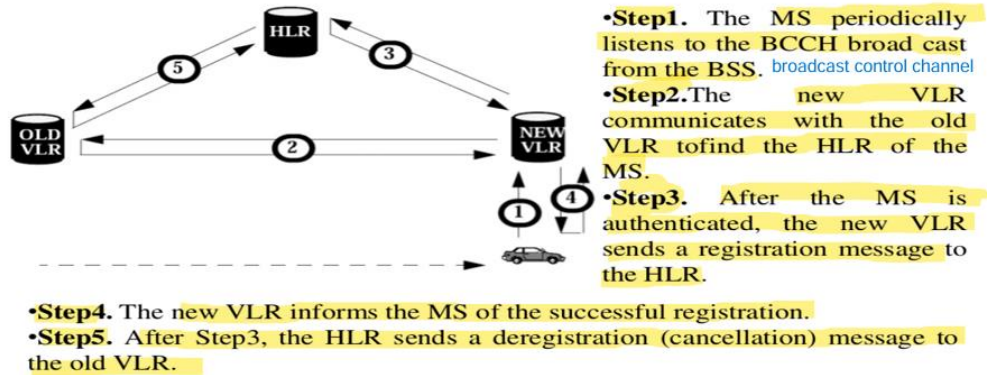 HLR
5
3
OLD
VLR
2
NEW
VLR
1
4
•Step1. The MS periodically
listens to the BCCH broad cast
from the BSS. broadcast control channel
•Step2.The new VLR
communicates with the old
VLR tofind the HLR of the
MS.
•Step3. After the MS is
authenticated, the new VLR
sends a registration message to
the HLR.
•Step4. The new VLR informs the MS of the successful registration.
•Step5. After Step3, the HLR sends a deregistration (cancellation) message to
the old VLR.